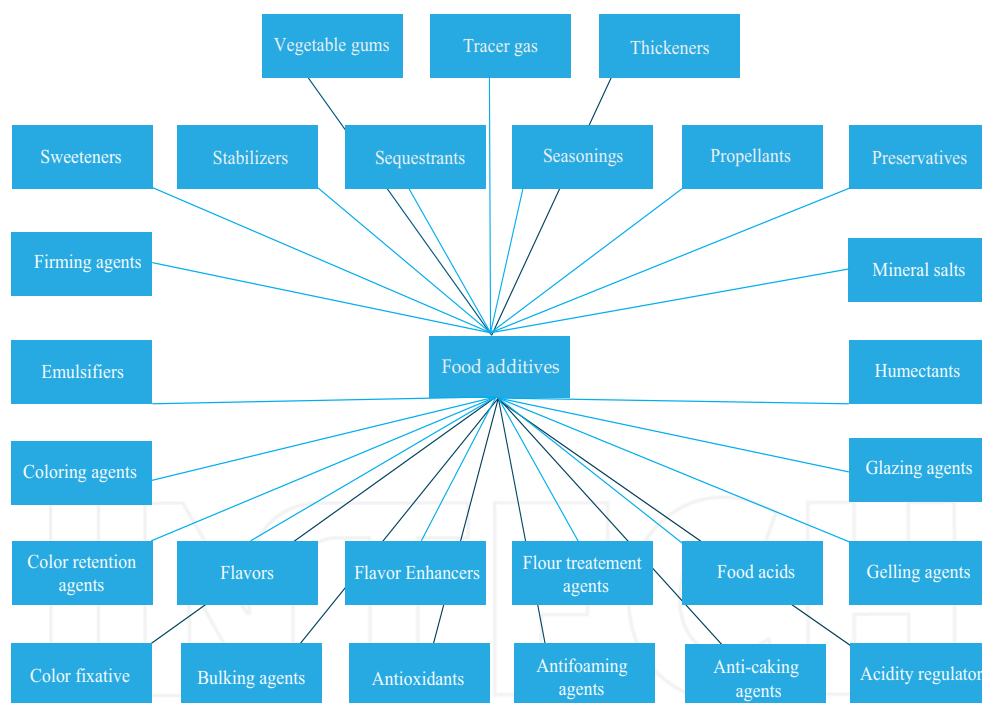 Vegetable gums
Tracer gas
Thickeners
Sweeteners
Stabilizers
Sequestrants
Seasonings
Propellants
Preservatives
Firming agents
Mineral salts
Food additives
Emulsifiers
Humectants
Coloring agents
Glazing agents
Color retention
agents
Flavors
Flavor Enhancers
Flour treatement
agents
Food acids
Gelling agents
Color fixative
Bulking agents
Antioxidants
Antifoaming
agents
Anti-caking
agents
Acidity regulator
INTECH